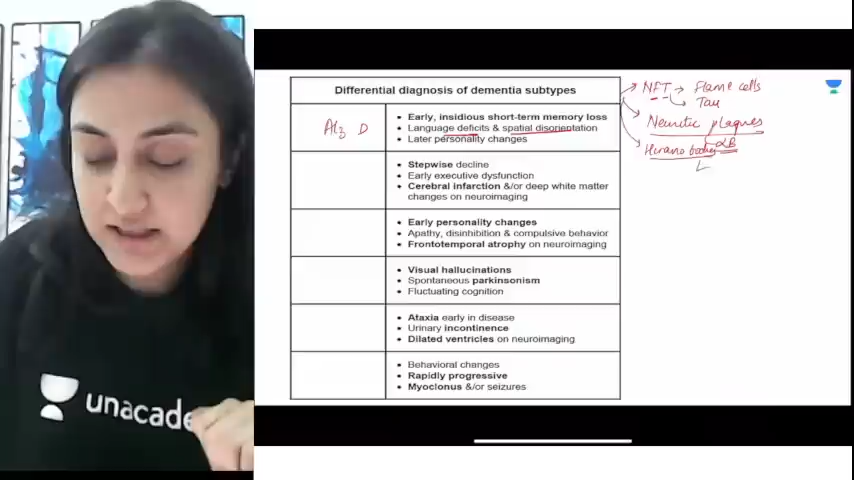 Differential diagnosis of dementia subtypes
Alz D
Early, insidious short-term memory loss
Language deficits & spatial disorientation
Later personality changes
Stepwise decline
Early executive dysfunction
Cerebral infarction &/or deep white matter
changes on neuroimaging
Early personality changes
Apathy, disinhibition & compulsive behavior
Frontotemporal atrophy on neuroimaging
Visual hallucinations
Spontaneous parkinsonism
Fluctuating cognition
Ataxia early in disease
Urinary incontinence
Dilated ventricles on neuroimaging
Behavioral changes
Rapidly progressive
Myoclonus &/or seizures
NFT → Flame cells
Tau
Neuritic plaques
Hirano bodies
unacade